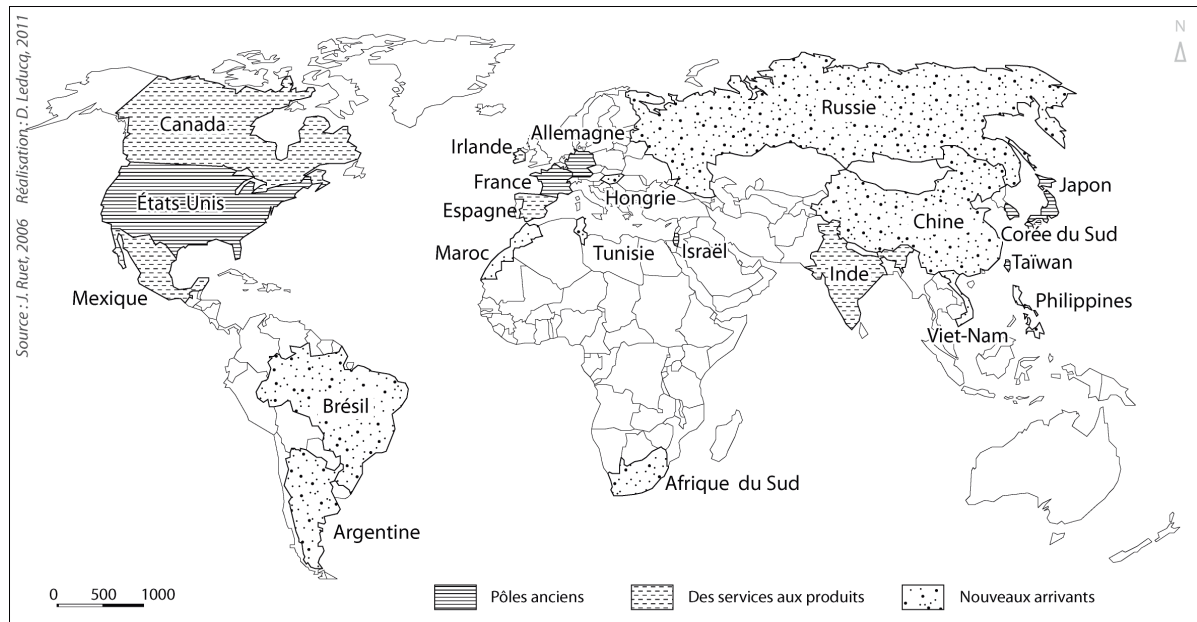 Source : J. Ruet, 2006    Réalisation : D. Leducq, 2011
N
Canada
États-Unis
Mexique
Brésil
Argentine
Irlande
Allemagne
France
Espagne
Hongrie
Maroc
Tunisie
Israël
Afrique du Sud
Russie
Chine
Japon
Corée du Sud
Inde
Taïwan
Philippines
Viet-Nam
0 500 1000
Pôles anciens
Des services aux produits
Nouveaux arrivants